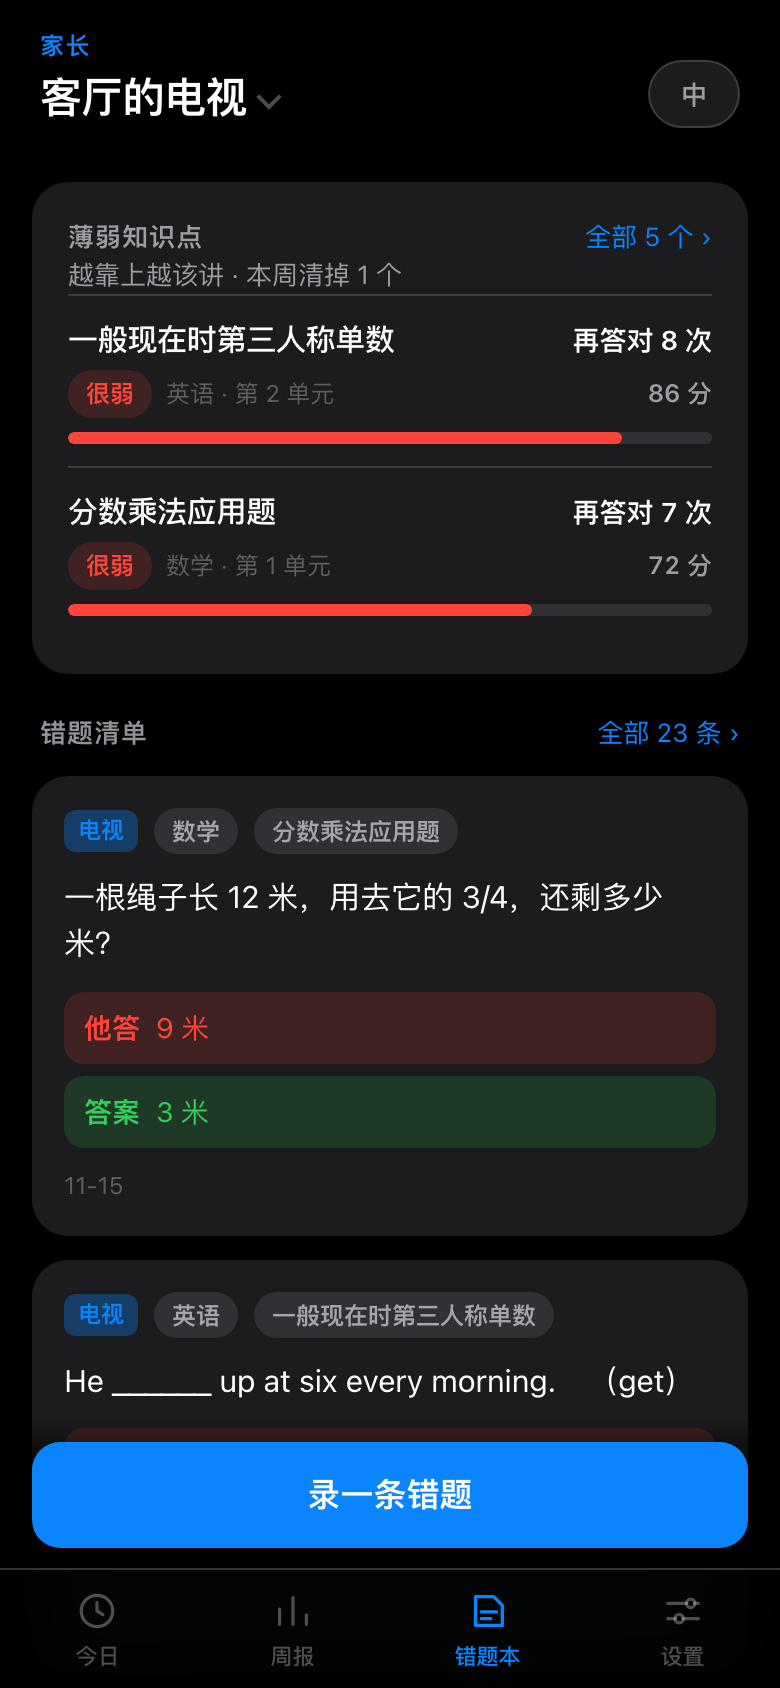 家长
客厅的电视
中
薄弱知识点
全部 5 个 ›
越靠上越该讲 · 本周清掉 1 个
一般现在时第三人称单数
再答对 8 次
很弱
英语 · 第 2 单元
86 分
分数乘法应用题
再答对 7 次
很弱
数学 · 第 1 单元
72 分
错题清单
全部 23 条 ›
电视
数学
分数乘法应用题
一根绳子长 12 米，用去它的 3/4，还剩多少
米？
他答 9 米
答案 3 米
11-15
电视
英语
一般现在时第三人称单数
He ______ up at six every morning. （get）
录一条错题
今日
周报
错题本
设置